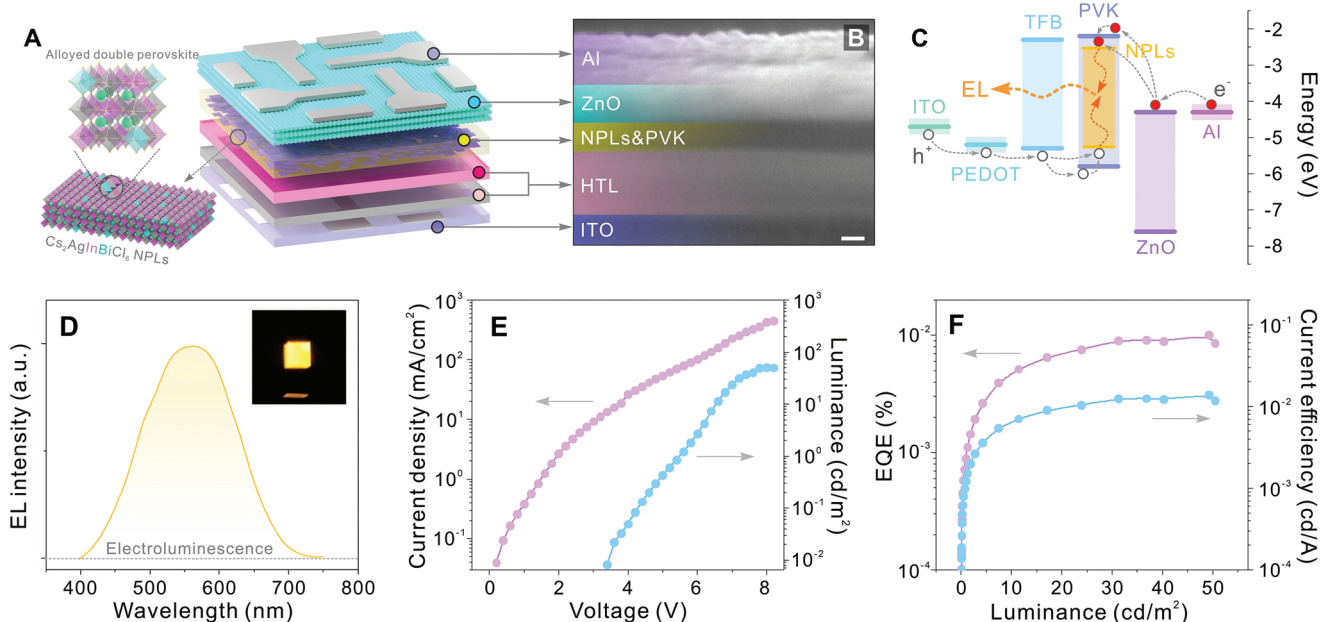 A
Alloyed double perovskite
Cs₂AgInBiCl₆ NPLs
B
Al
ZnO
NPLs&PVK
HTL
ITO
C
TFB
PVK
NPLs
EL
ITO
h⁺
PEDOT
e⁻
Al
ZnO
-2
-3
-4
-5
-6
-7
-8
Energy (eV)
D
EL intensity (a.u.)
Electroluminescence
400 500 600 700 800
Wavelength (nm)
E
Current density (mA/cm²)
10³
10²
10¹
10⁰
10⁻¹
10³
10²
10¹
10⁰
10⁻¹
10⁻²
Luminance (cd/m²)
0 2 4 6 8
Voltage (V)
F
EQE (%)
10⁻²
10⁻³
10⁻⁴
10⁻¹
10⁻²
10⁻³
10⁻⁴
Current efficiency (cd/A)
0 10 20 30 40 50
Luminance (cd/m²)